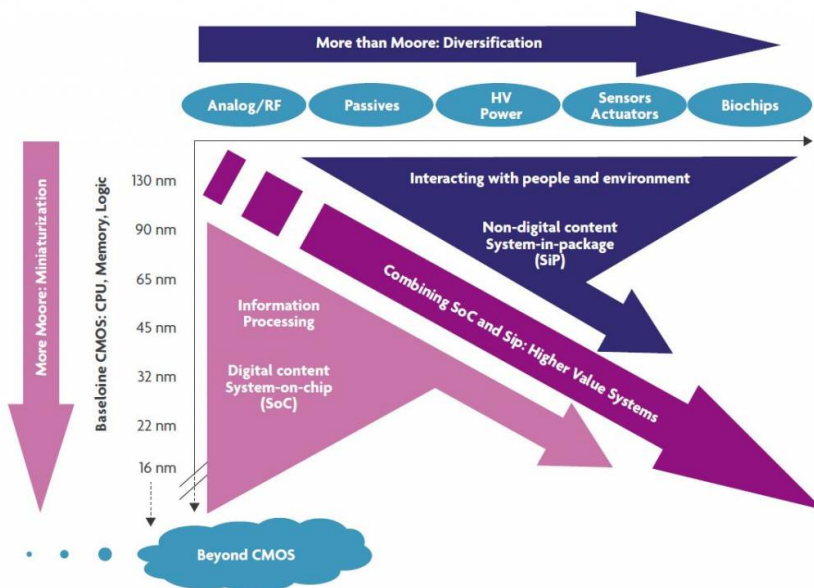 More than Moore: Diversification
Analog/RF
Passives
HV
Power
Sensors
Actuators
Biochips
More Moore: Miniaturization
Baseloine CMOS: CPU, Memory, Logic
130 nm
90 nm
65 nm
45 nm
32 nm
22 nm
16 nm
Interacting with people and environment
Non-digital content
System-in-package
(SiP)
Combining SoC and Sip: Higher Value Systems
Information
Processing
Digital content
System-on-chip
(SoC)
Beyond CMOS